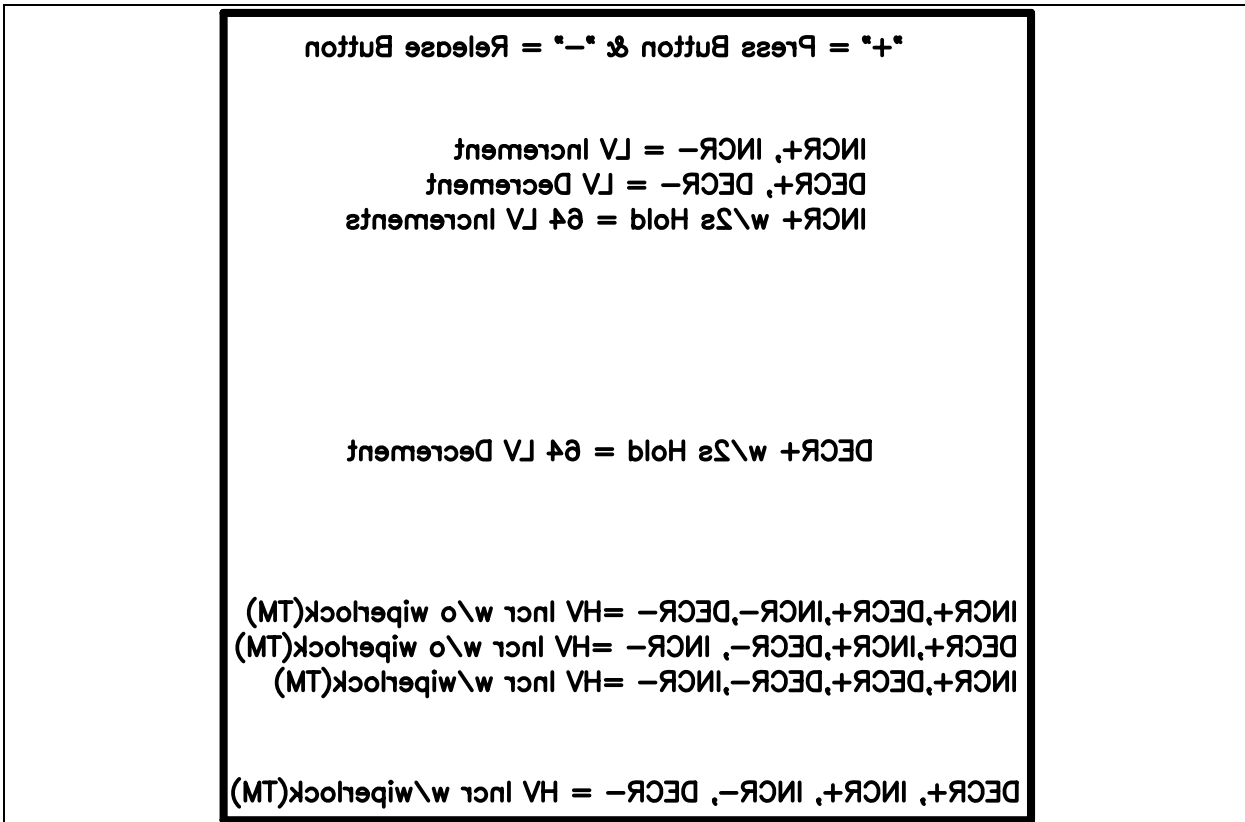 "+" = Press Button & "-" = Release Button
INCR+, INCR- = LV Increment
DECR+, DECR- = LV Decrement
INCR+ w/2s Hold = 64 LV Increments
DECR+ w/2s Hold = 64 LV Decrement
INCR+,DECR+,INCR-,DECR- =HV Incr w/o wiperlock(TM)
DECR+,INCR+,DECR-, INCR- =HV Incr w/o wiperlock(TM)
INCR+,DECR+,DECR-,INCR- =HV Incr w/wiperlock(TM)
DECR+, INCR+, INCR-, DECR- = HV Incr w/wiperlock(TM)